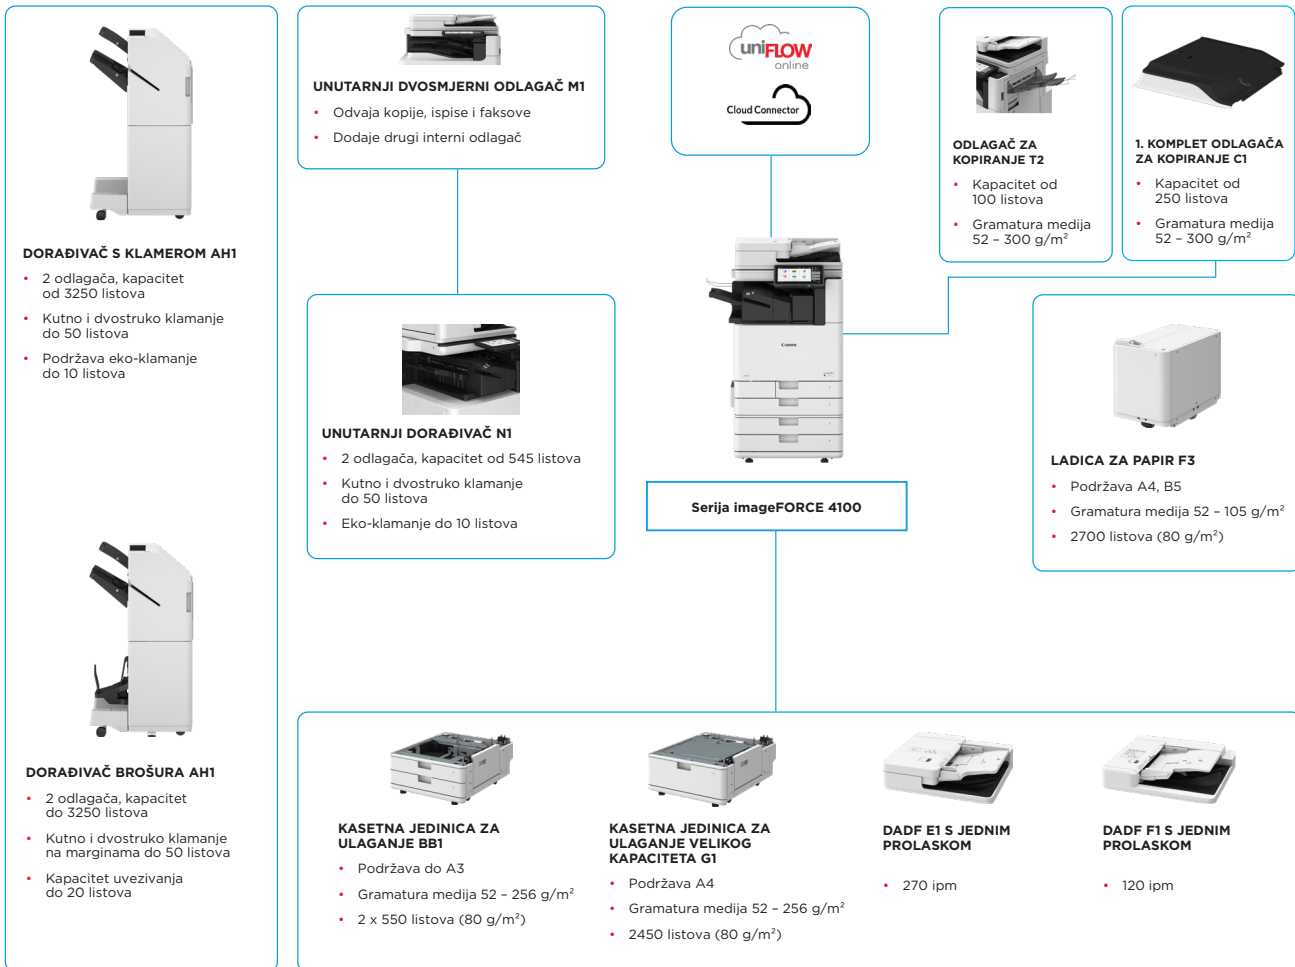 DORAĐIVAČ S KLAMEROM AH1
• 2 odlagača, kapacitet
od 3250 listova
• Kutno i dvostruko klamanje
do 50 listova
• Podržava eko-klamanje
do 10 listova
DORAĐIVAČ BROŠURA AH1
• 2 odlagača, kapacitet
do 3250 listova
• Kutno i dvostruko klamanje
na marginama do 50 listova
• Kapacitet uvezivanja
do 20 listova
UNUTARNJI DVOSMJERNI ODLAGAČ M1
• Odvaja kopije, ispise i faksove
• Dodaje drugi interni odlagač
UNUTARNJI DORAĐIVAČ N1
• 2 odlagača, kapacitet od 545 listova
• Kutno i dvostruko klamanje
do 50 listova
• Eko-klamanje do 10 listova
uniFLOW
online
Cloud Connector
Canon
Serija imageFORCE 4100
ODLAGAČ ZA
KOPIRANJE T2
• Kapacitet od
100 listova
• Gramatura medija
52 – 300 g/m²
1. KOMPLET ODLAGAČA
ZA KOPIRANJE C1
• Kapacitet od
250 listova
• Gramatura medija
52 – 300 g/m²
LADICA ZA PAPIR F3
• Podržava A4, B5
• Gramatura medija 52 – 105 g/m²
• 2700 listova (80 g/m²)
KASETNA JEDINICA ZA
ULAGANJE BB1
• Podržava do A3
• Gramatura medija 52 – 256 g/m²
• 2 x 550 listova (80 g/m²)
KASETNA JEDINICA ZA
ULAGANJE VELIKOG
KAPACITETA G1
• Podržava A4
• Gramatura medija 52 – 256 g/m²
• 2450 listova (80 g/m²)
DADF E1 S JEDNIM
PROLASKOM
• 270 ipm
DADF F1 S JEDNIM
PROLASKOM
• 120 ipm